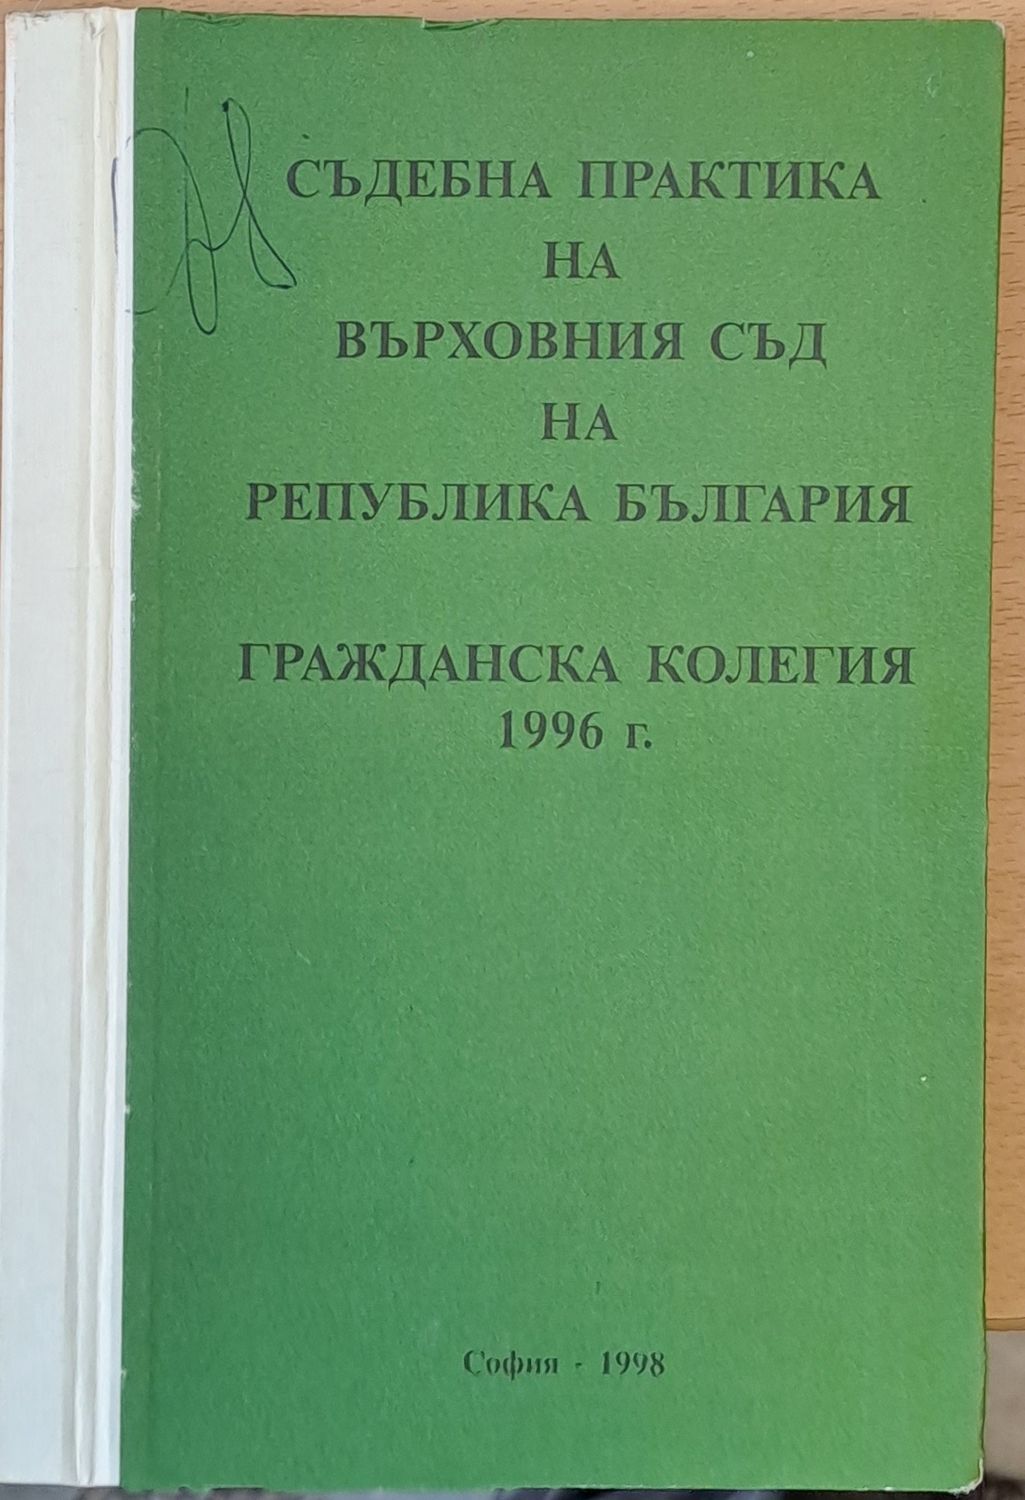 СЪДЕБНА ПРАКТИКА
НА
ВЪРХОВНИЯ СЪД
НА
РЕПУБЛИКА БЪЛГАРИЯ
ГРАЖДАНСКА КОЛЕГИЯ
1996 г.
София - 1998